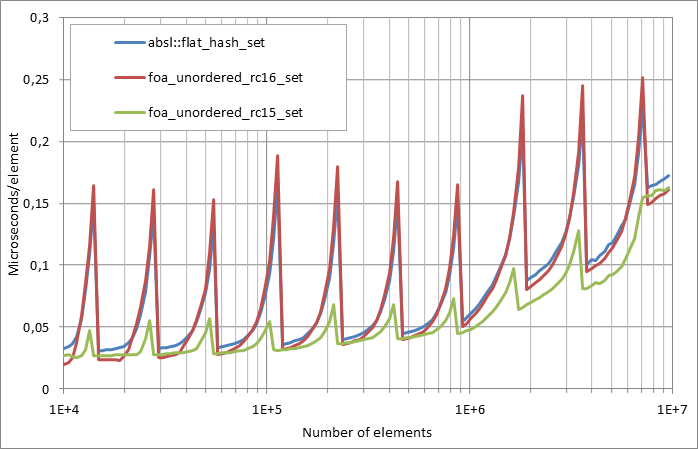 0,3
absl::flat_hash_set
0,25
foa_unordered_rc16_set
foa_unordered_rc15_set
0,2
Microseconds/element
0,15
0,1
0,05
0
1E+4
1E+5
1E+6
1E+7
Number of elements